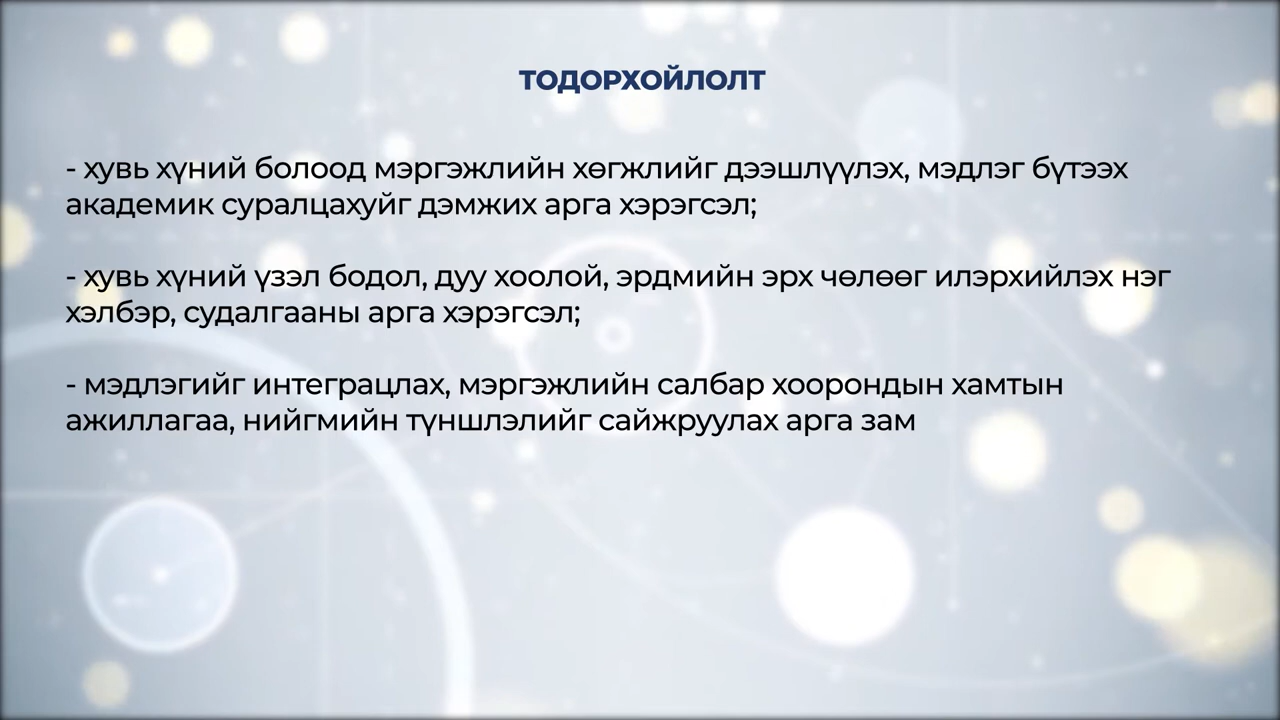 ТОДОРХОЙЛОЛТ
- хувь хүний болоод мэргэжлийн хөгжлийг дээшлүүлэх, мэдлэг бүтээх
академик суралцахуйг дэмжих арга хэрэгсэл;
- хувь хүний үзэл бодол, дуу хоолой, эрдмийн эрх чөлөөг илэрхийлэх нэг
хэлбэр, судалгааны арга хэрэгсэл;
- мэдлэгийг интеграцлах, мэргэжлийн салбар хоорондын хамтын
ажиллагаа, нийгмийн түншлэлийг сайжруулах арга зам